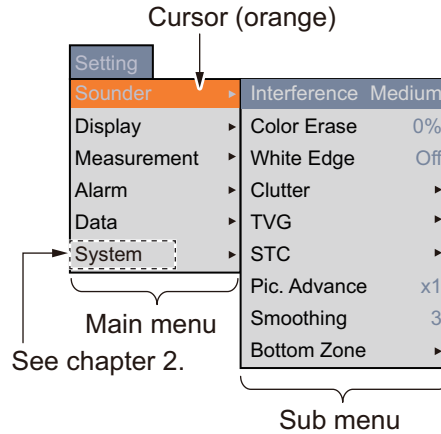 Cursor (orange)
Setting
Sounder
Display
Measurement
Alarm
Data
System
Interference Medium
Color Erase 0%
White Edge Off
Clutter
TVG
STC
Pic. Advance x1
Smoothing 3
Bottom Zone
Main menu
See chapter 2.
Sub menu